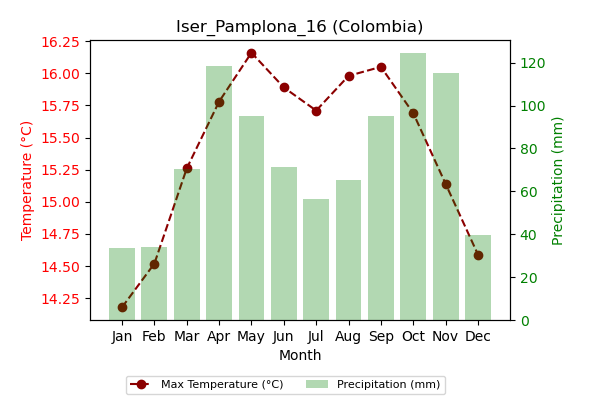 Iser_Pamplona_16 (Colombia)
Temperature (°C)
16.25
16.00
15.75
15.50
15.25
15.00
14.75
14.50
14.25
120
100
80
60
40
20
0
Precipitation (mm)
Jan Feb Mar Apr May Jun Jul Aug Sep Oct Nov Dec
Month
Max Temperature (°C) Precipitation (mm)